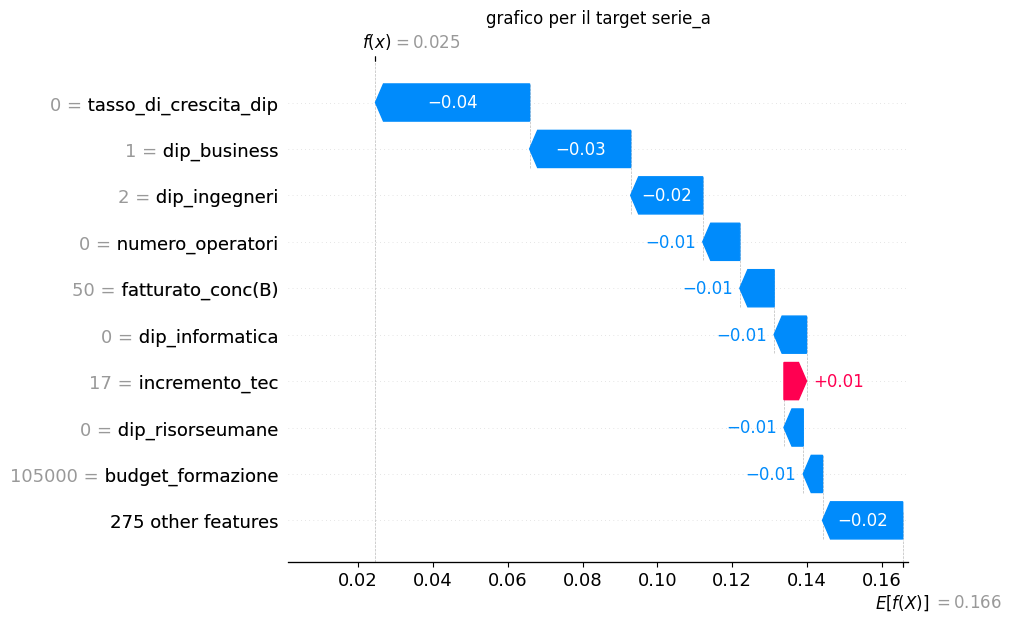 grafico per il target serie_a
f(x) = 0.025
0 = tasso_di_crescita_dip −0.04
1 = dip_business −0.03
2 = dip_ingegneri −0.02
0 = numero_operatori −0.01
50 = fatturato_conc(B) −0.01
0 = dip_informatica −0.01
17 = incremento_tec +0.01
0 = dip_risorseumane −0.01
105000 = budget_formazione −0.01
275 other features −0.02
0.02 0.04 0.06 0.08 0.10 0.12 0.14 0.16
E[f(X)] = 0.166